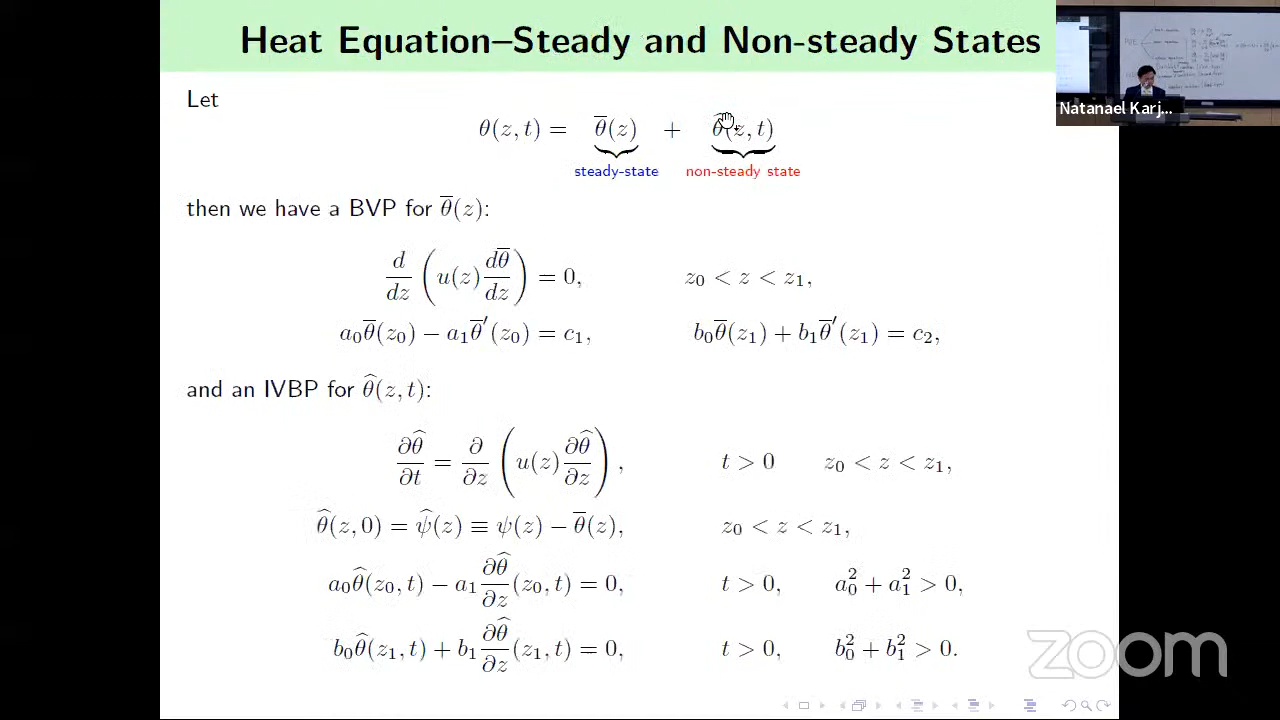 Heat Equation–Steady and Non-steady States
Let
θ(z, t) = θ̅(z) + θ̂(z, t)
steady-state non-steady state
then we have a BVP for θ̅(z):
d/dz (u(z) dθ̅/dz) = 0, z₀ < z < z₁,
a₀θ̅(z₀) − a₁θ̅′(z₀) = c₁, b₀θ̅(z₁) + b₁θ̅′(z₁) = c₂,
and an IVBP for θ̂(z, t):
∂θ̂/∂t = ∂/∂z (u(z) ∂θ̂/∂z), t > 0 z₀ < z < z₁,
θ̂(z, 0) = ψ̂(z) ≡ ψ(z) − θ̅(z), z₀ < z < z₁,
a₀θ̂(z₀, t) − a₁ ∂θ̂/∂z (z₀, t) = 0, t > 0, a₀² + a₁² > 0,
b₀θ̂(z₁, t) + b₁ ∂θ̂/∂z (z₁, t) = 0, t > 0, b₀² + b₁² > 0.
Natanael Karj...
zoom